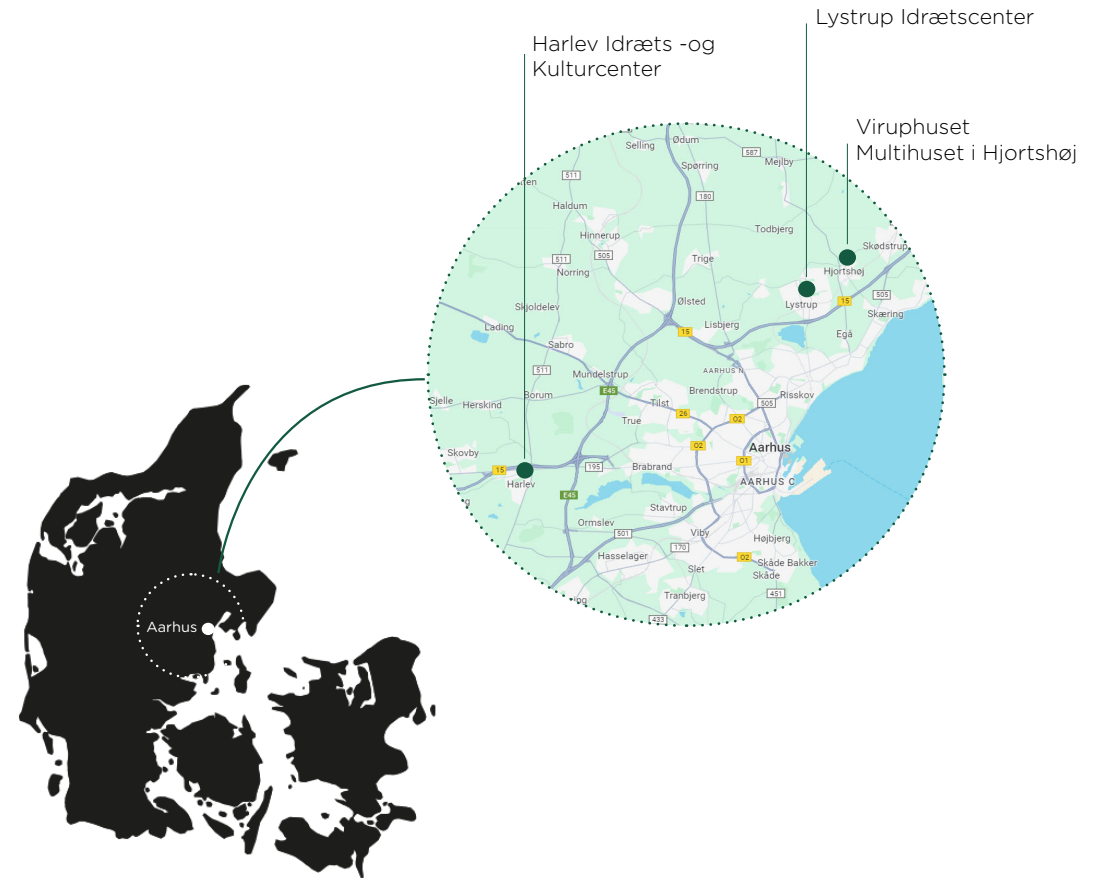 Lystrup Idrætscenter
Harlev Idræts -og
Kulturcenter
Viruphuset
Multihuset i Hjortshøj
Selling
Ødum
587
Mejlby
Spørring
511
180
Haldum
Todbjerg
Hinnerup
Skødstrup
511
505
Trige
Norring
Hjortshøj
505
Ølsted
15
Lystrup
Skjoldelev
Skæring
Lading
15
Lisbjerg
Egå
Sabro
511
Mundelstrup
AARHUS N
Borum
E45
Brendstrup
Risskov
Sjelle
Herskind
Tilst
505
26
O2
True
O2
Aarhus
Skovby
15
195
Brabrand
O1
Harlev
AARHUS C
E45
Stavtrup
Ormslev
501
Viby
Højbjerg
170
Hasselager
O2
Skåde Bakker
Slet
Skåde
Tranbjerg
451
433
Aarhus